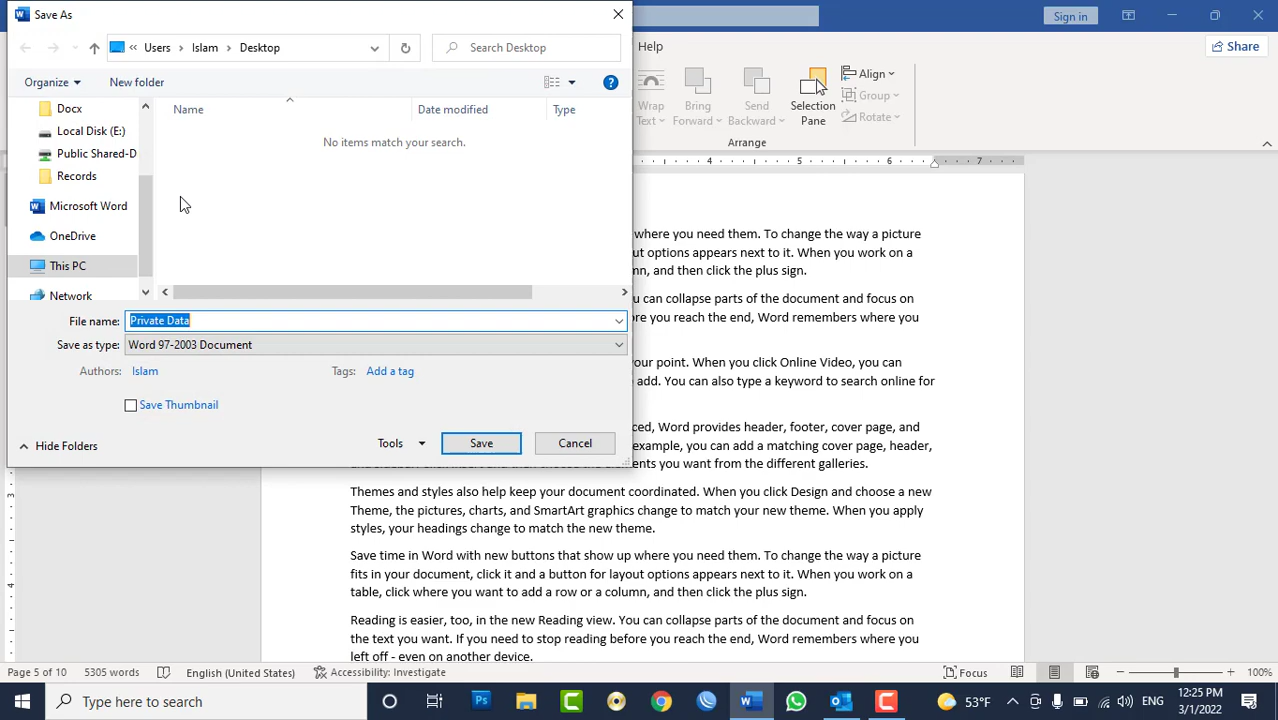 Save As
Sign in
Users › Islam › Desktop
Search Desktop
Help
Share
Organize
New folder
Wrap
Text
Bring
Forward
Send
Backward
Selection
Pane
Align
Group
Rotate
Arrange
Docx
Local Disk (E:)
Public Shared-D
Records
Microsoft Word
OneDrive
This PC
Network
Name
Date modified
Type
No items match your search.
4 5 6 7
File name: Private Data
Save as type: Word 97-2003 Document
Authors: Islam
Tags: Add a tag
Save Thumbnail
Hide Folders
Tools
Save
Cancel
where you need them. To change the way a picture
out options appears next to it. When you work on a
mn, and then click the plus sign.
can collapse parts of the document and focus on
re you reach the end, Word remembers where you
your point. When you click Online Video, you can
add. You can also type a keyword to search online for
ced, Word provides header, footer, cover page, and
example, you can add a matching cover page, header,
and then choose the elements you want from the different galleries.
Themes and styles also help keep your document coordinated. When you click Design and choose a new
Theme, the pictures, charts, and SmartArt graphics change to match your new theme. When you apply
styles, your headings change to match the new theme.
Save time in Word with new buttons that show up where you need them. To change the way a picture
fits in your document, click it and a button for layout options appears next to it. When you work on a
table, click where you want to add a row or a column, and then click the plus sign.
Reading is easier, too, in the new Reading view. You can collapse parts of the document and focus on
the text you want. If you need to stop reading before you reach the end, Word remembers where you
left off - even on another device.
3
4
Page 5 of 10
5305 words
English (United States)
Accessibility: Investigate
Focus
100%
Type here to search
53°F
ENG
12:25 PM
3/1/2022